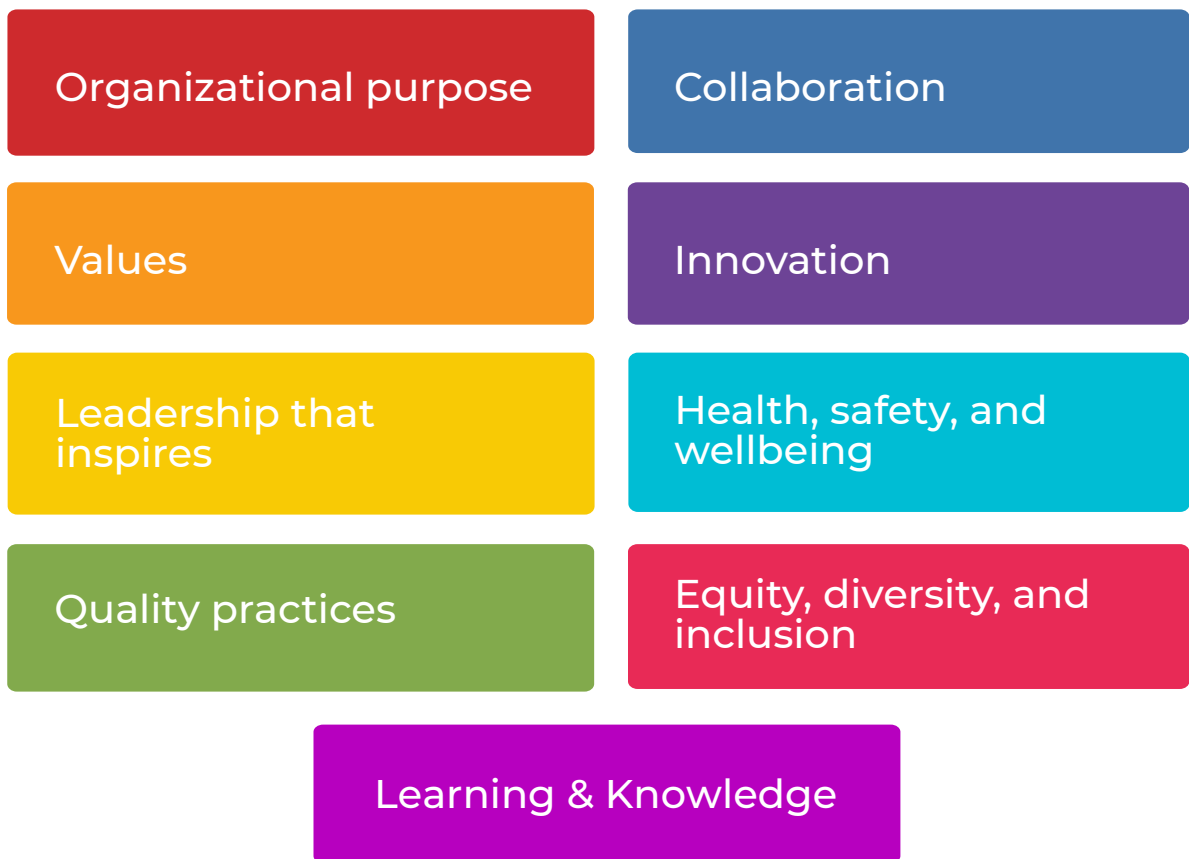 Organizational purpose
Collaboration
Values
Innovation
Leadership that
inspires
Health, safety, and
wellbeing
Quality practices
Equity, diversity, and
inclusion
Learning & Knowledge